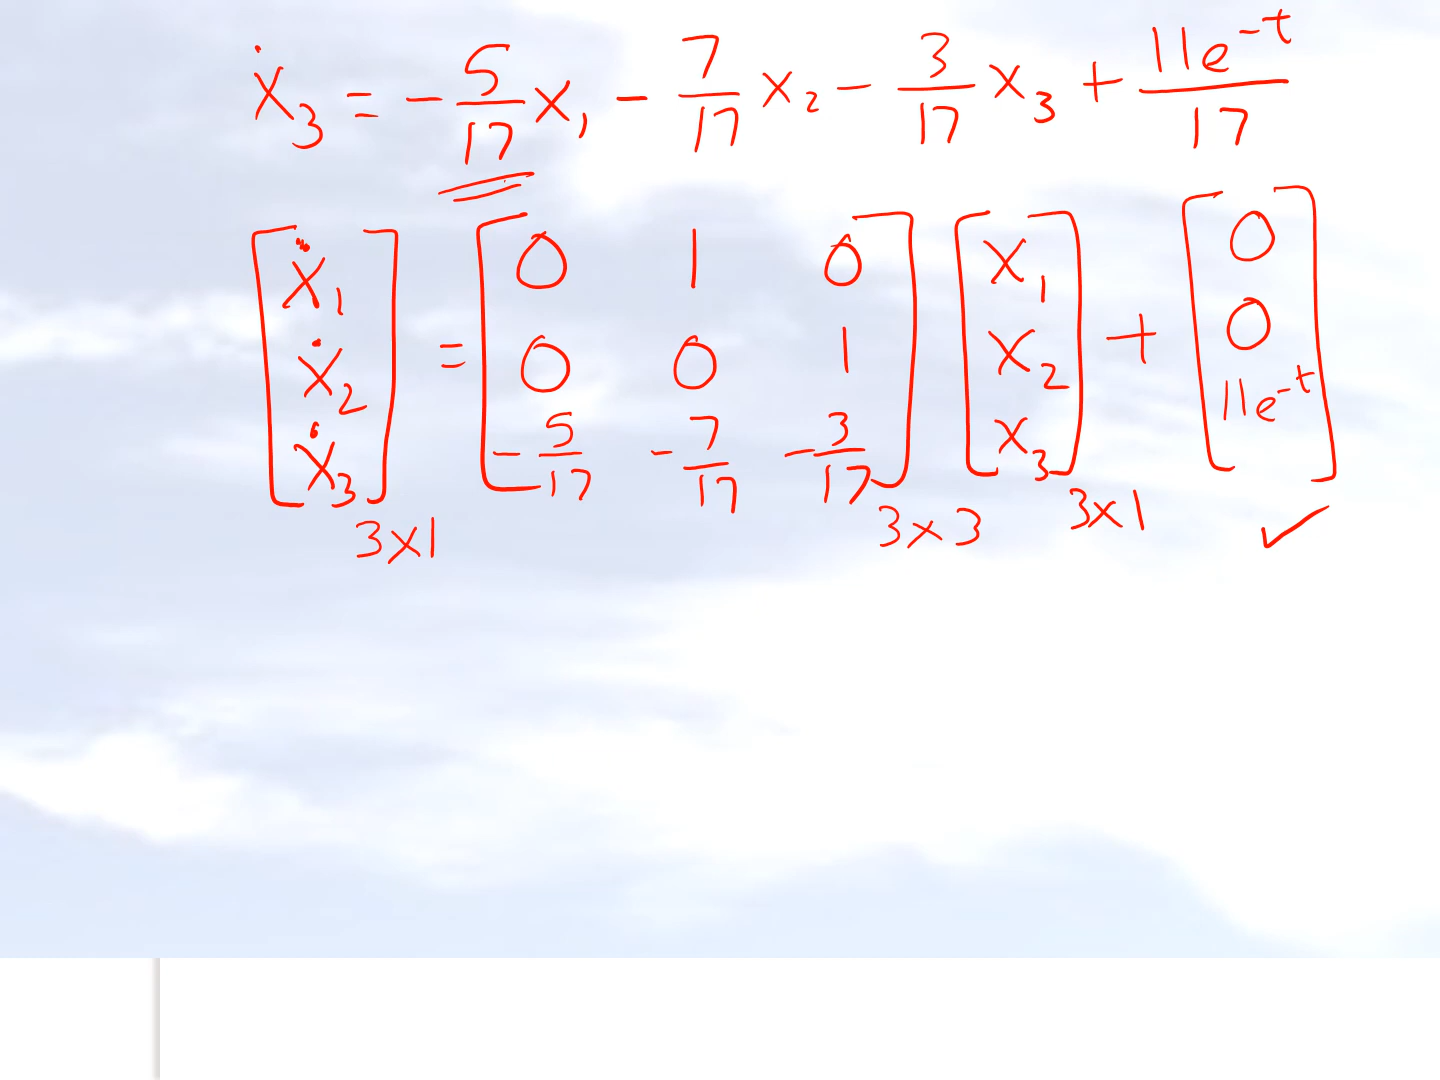 ẋ₃ = - 5/17 x₁ - 7/17 x₂ - 3/17 x₃ + 11e^{-t}/17
[ẋ₁ ẋ₂ ẋ₃] = [0 1 0; 0 0 1; -5/17 -7/17 -3/17] [x₁ x₂ x₃] + [0 0 11e^{-t}]
3x1 3x3 3x1 ✓